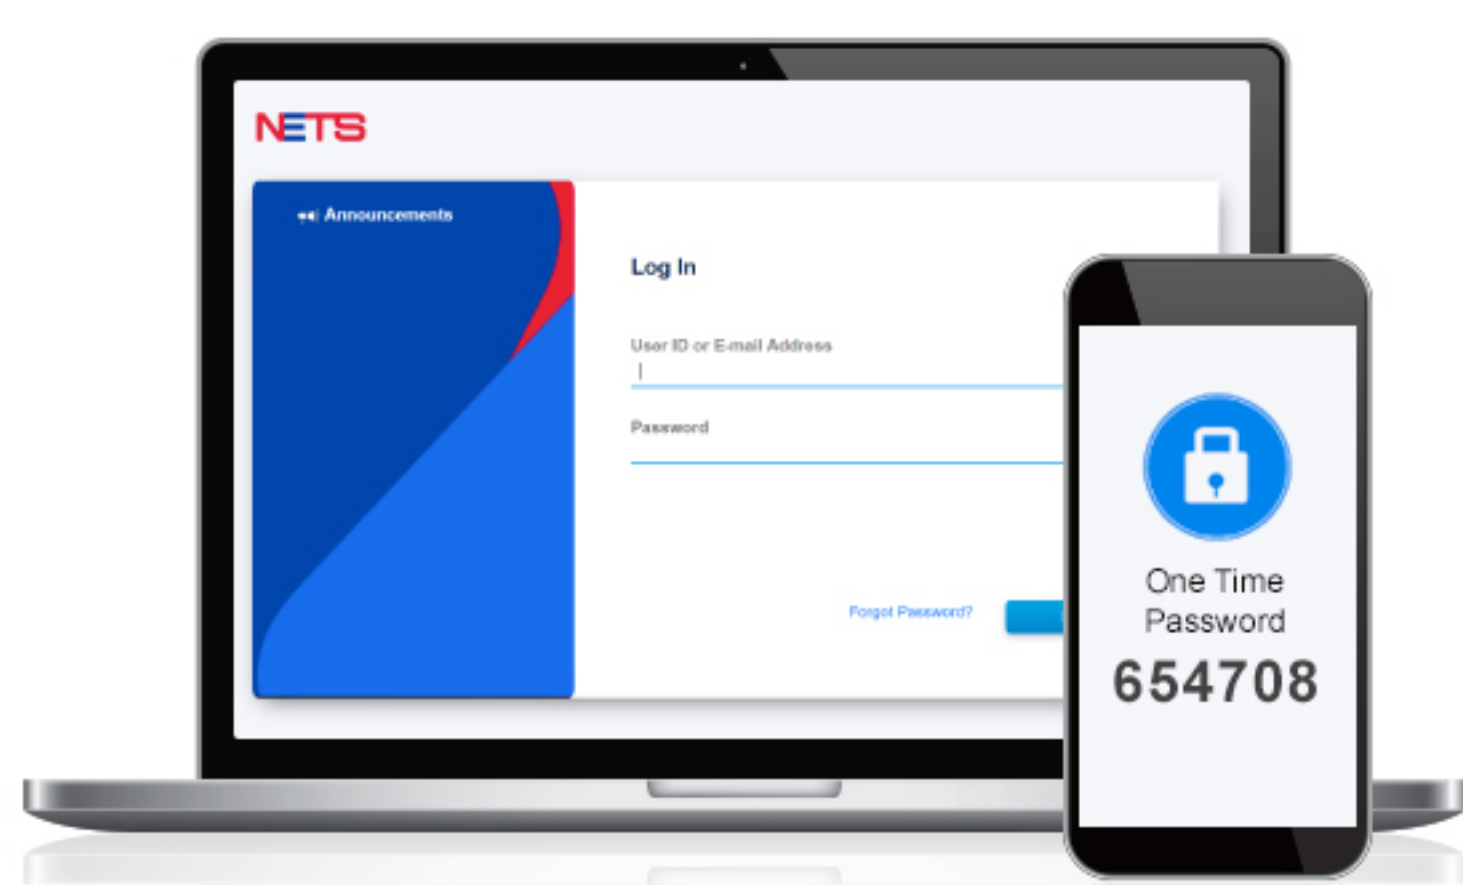 NETS
Announcements
Log In
User ID or E-mail Address
Password
Forgot Password?
One Time
Password
654708